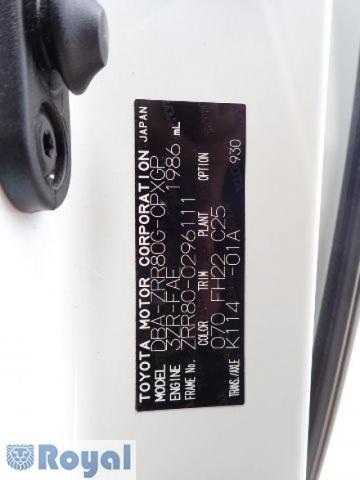 TOYOTA MOTOR CORPORATION JAPAN
MODEL DBA-ZRR80G-CPXGP
ENGINE 3ZR-FAE 1986 mL
FRAME No. ZRR80-0296111
COLOR TRIM PLANT
070 FH22 C25
TRANS./AXLE K114 -01A 930
Royal